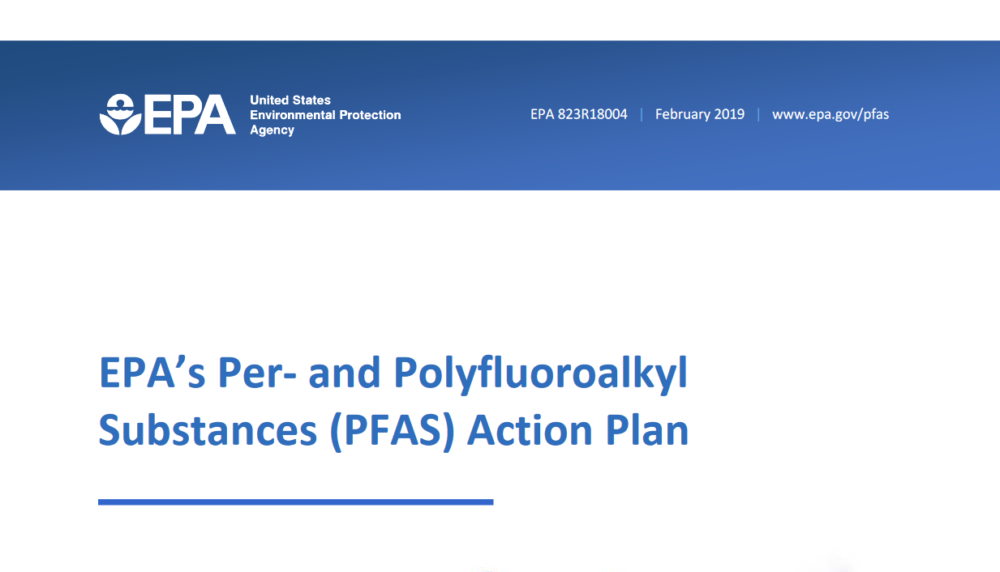 EPA
United States
Environmental Protection
Agency
EPA 823R18004 | February 2019 | www.epa.gov/pfas
EPA’s Per- and Polyfluoroalkyl
Substances (PFAS) Action Plan